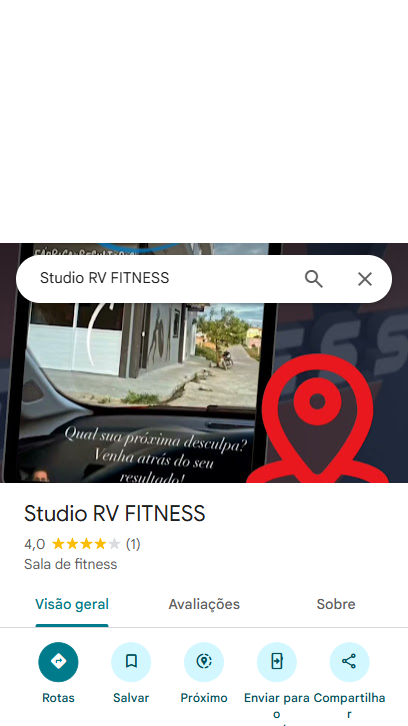 Studio RV FITNESS
ESS
Qual sua próxima desculpa?
Venha atrás do seu
resultado!
Studio RV FITNESS
4,0 (1)
Sala de fitness
Visão geral
Avaliações
Sobre
Rotas
Salvar
Próximo
Enviar para o
Compartilhar